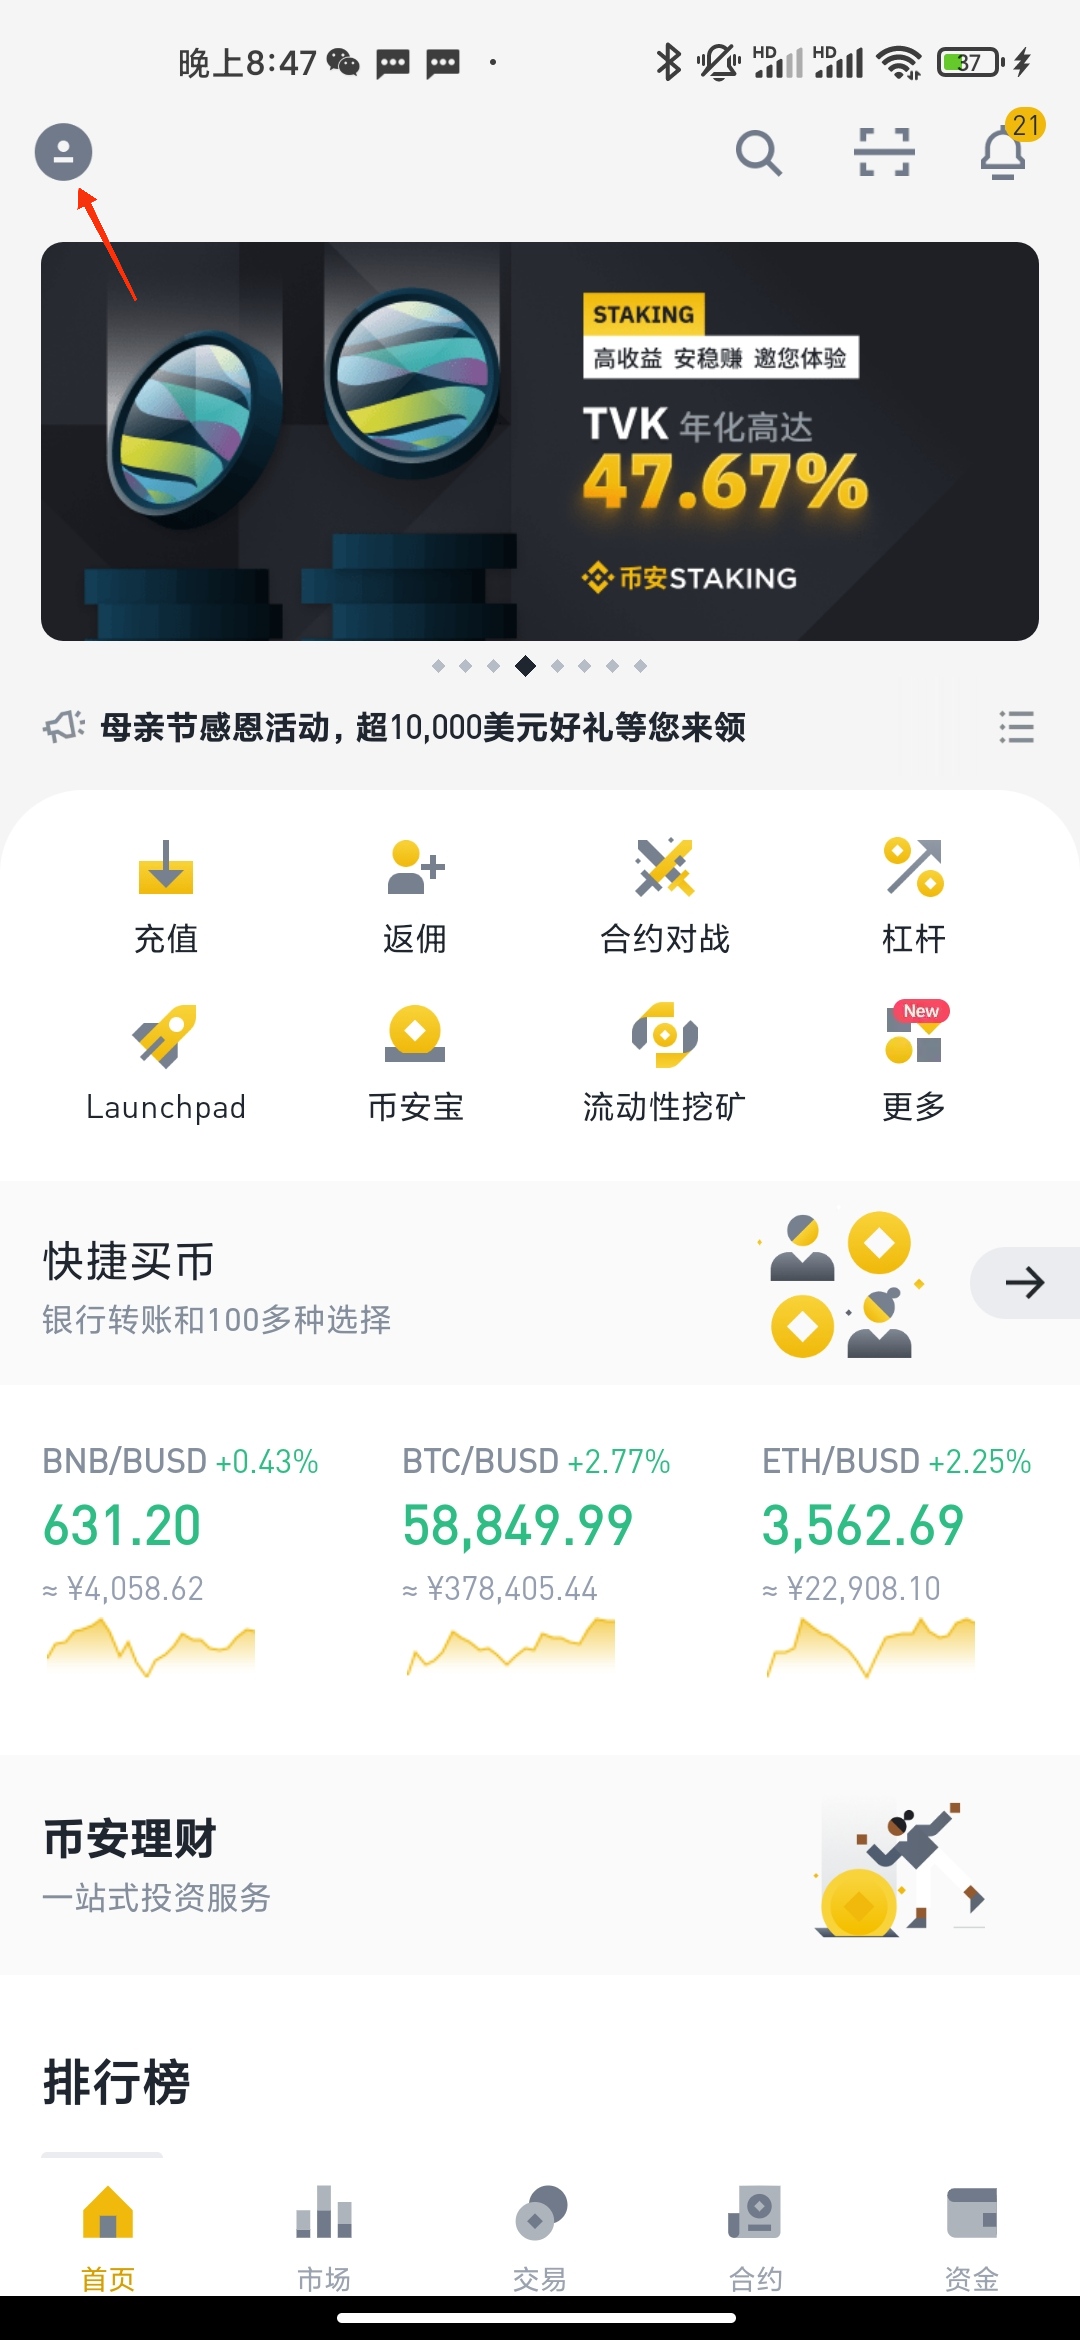 晚上8:47
HD
HD
37
21
STAKING
高收益 安稳赚 邀您体验
TVK 年化高达
47.67%
币安STAKING
母亲节感恩活动，超10,000美元好礼等您来领
充值
返佣
合约对战
杠杆
New
Launchpad
币安宝
流动性挖矿
更多
快捷买币
银行转账和100多种选择
BNB/BUSD +0.43%
BTC/BUSD +2.77%
ETH/BUSD +2.25%
631.20
58,849.99
3,562.69
≈ ¥4,058.62
≈ ¥378,405.44
≈ ¥22,908.10
币安理财
一站式投资服务
排行榜
首页
市场
交易
合约
资金